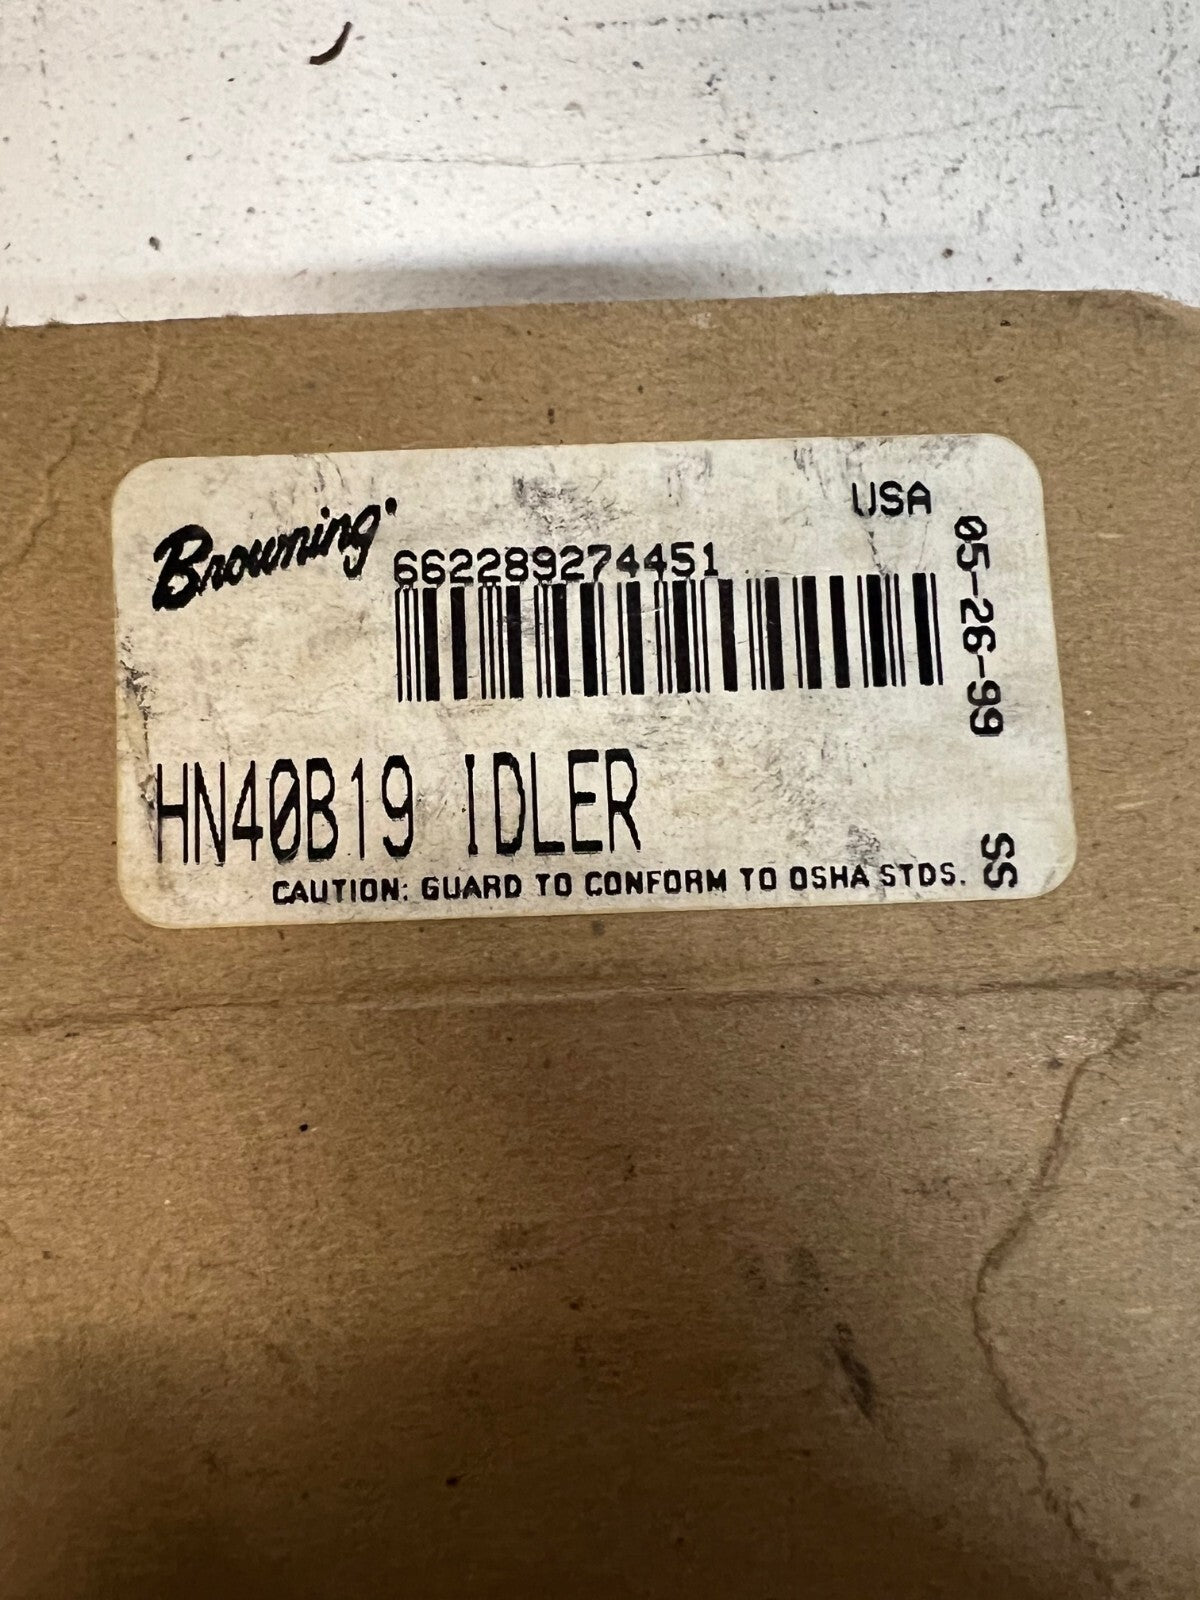 Browning
USA
662289274451
05-26-99
HN40B19 IDLER
SS
CAUTION: GUARD TO CONFORM TO OSHA STDS.